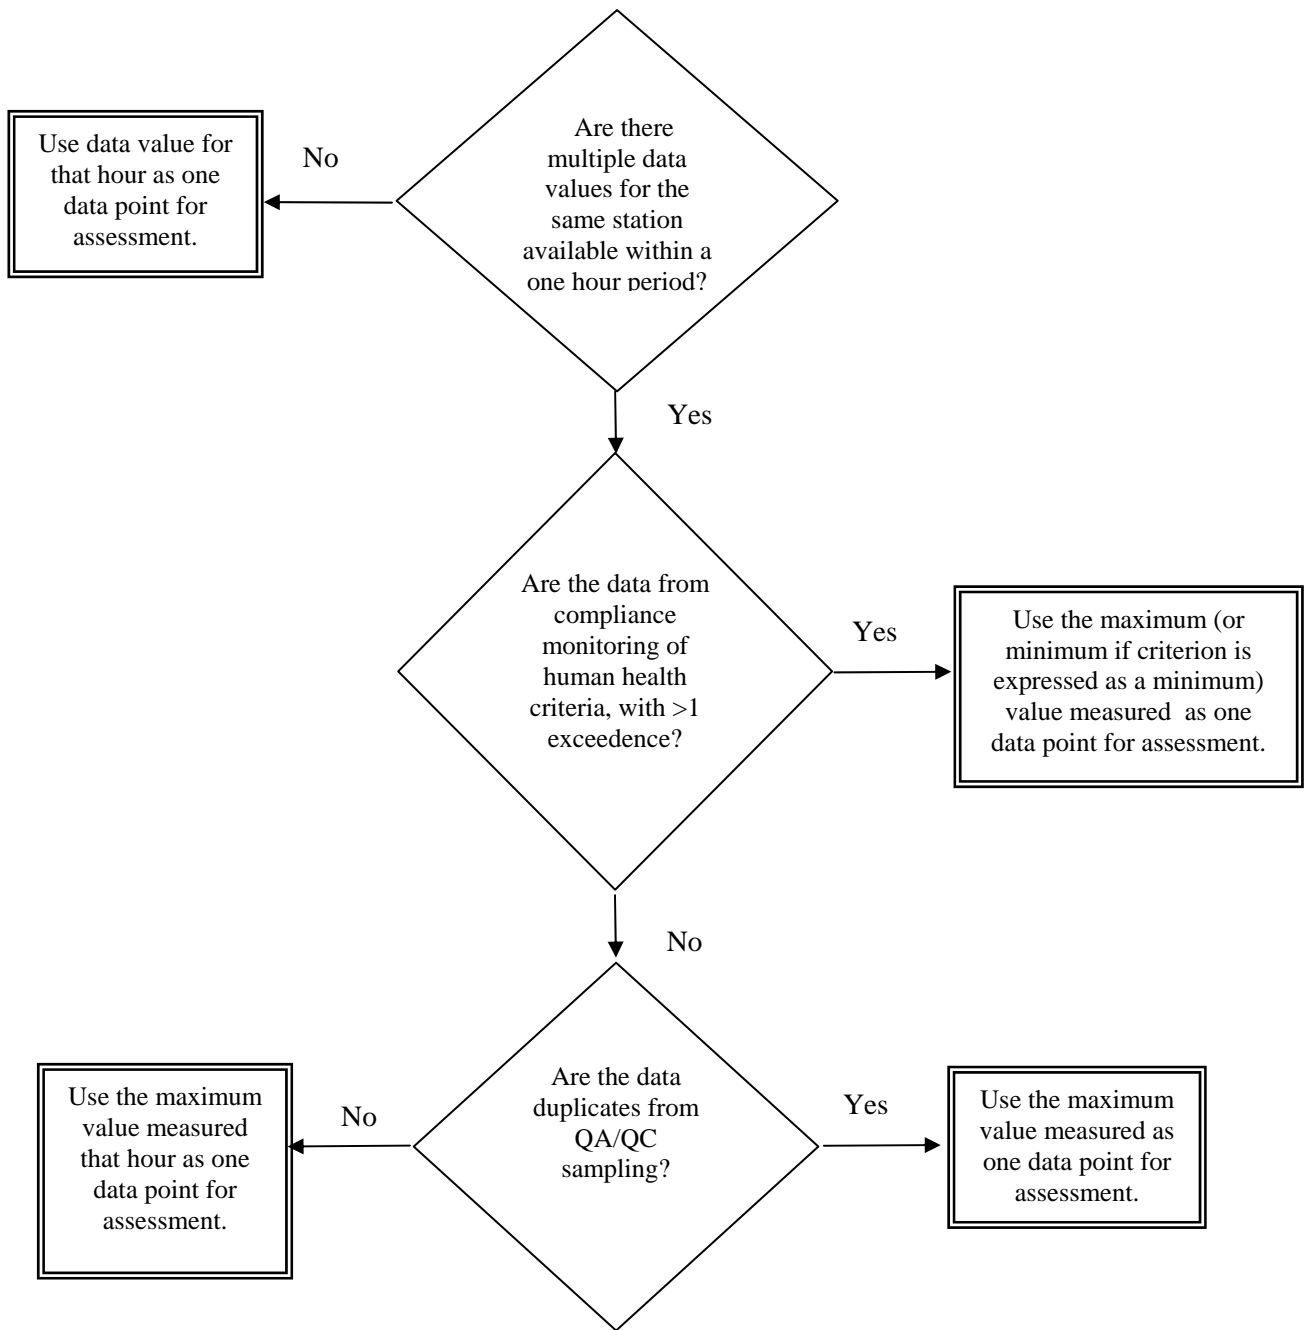 Are there
multiple data
values for the
same station
available within a
one hour period?
No
Use data value for
that hour as one
data point for
assessment.
Yes
Are the data from
compliance
monitoring of
human health
criteria, with >1
exceedence?
Yes
Use the maximum (or
minimum if criterion is
expressed as a minimum)
value measured as one
data point for assessment.
No
Are the data
duplicates from
QA/QC
sampling?
No
Use the maximum
value measured
that hour as one
data point for
assessment.
Yes
Use the maximum
value measured as
one data point for
assessment.